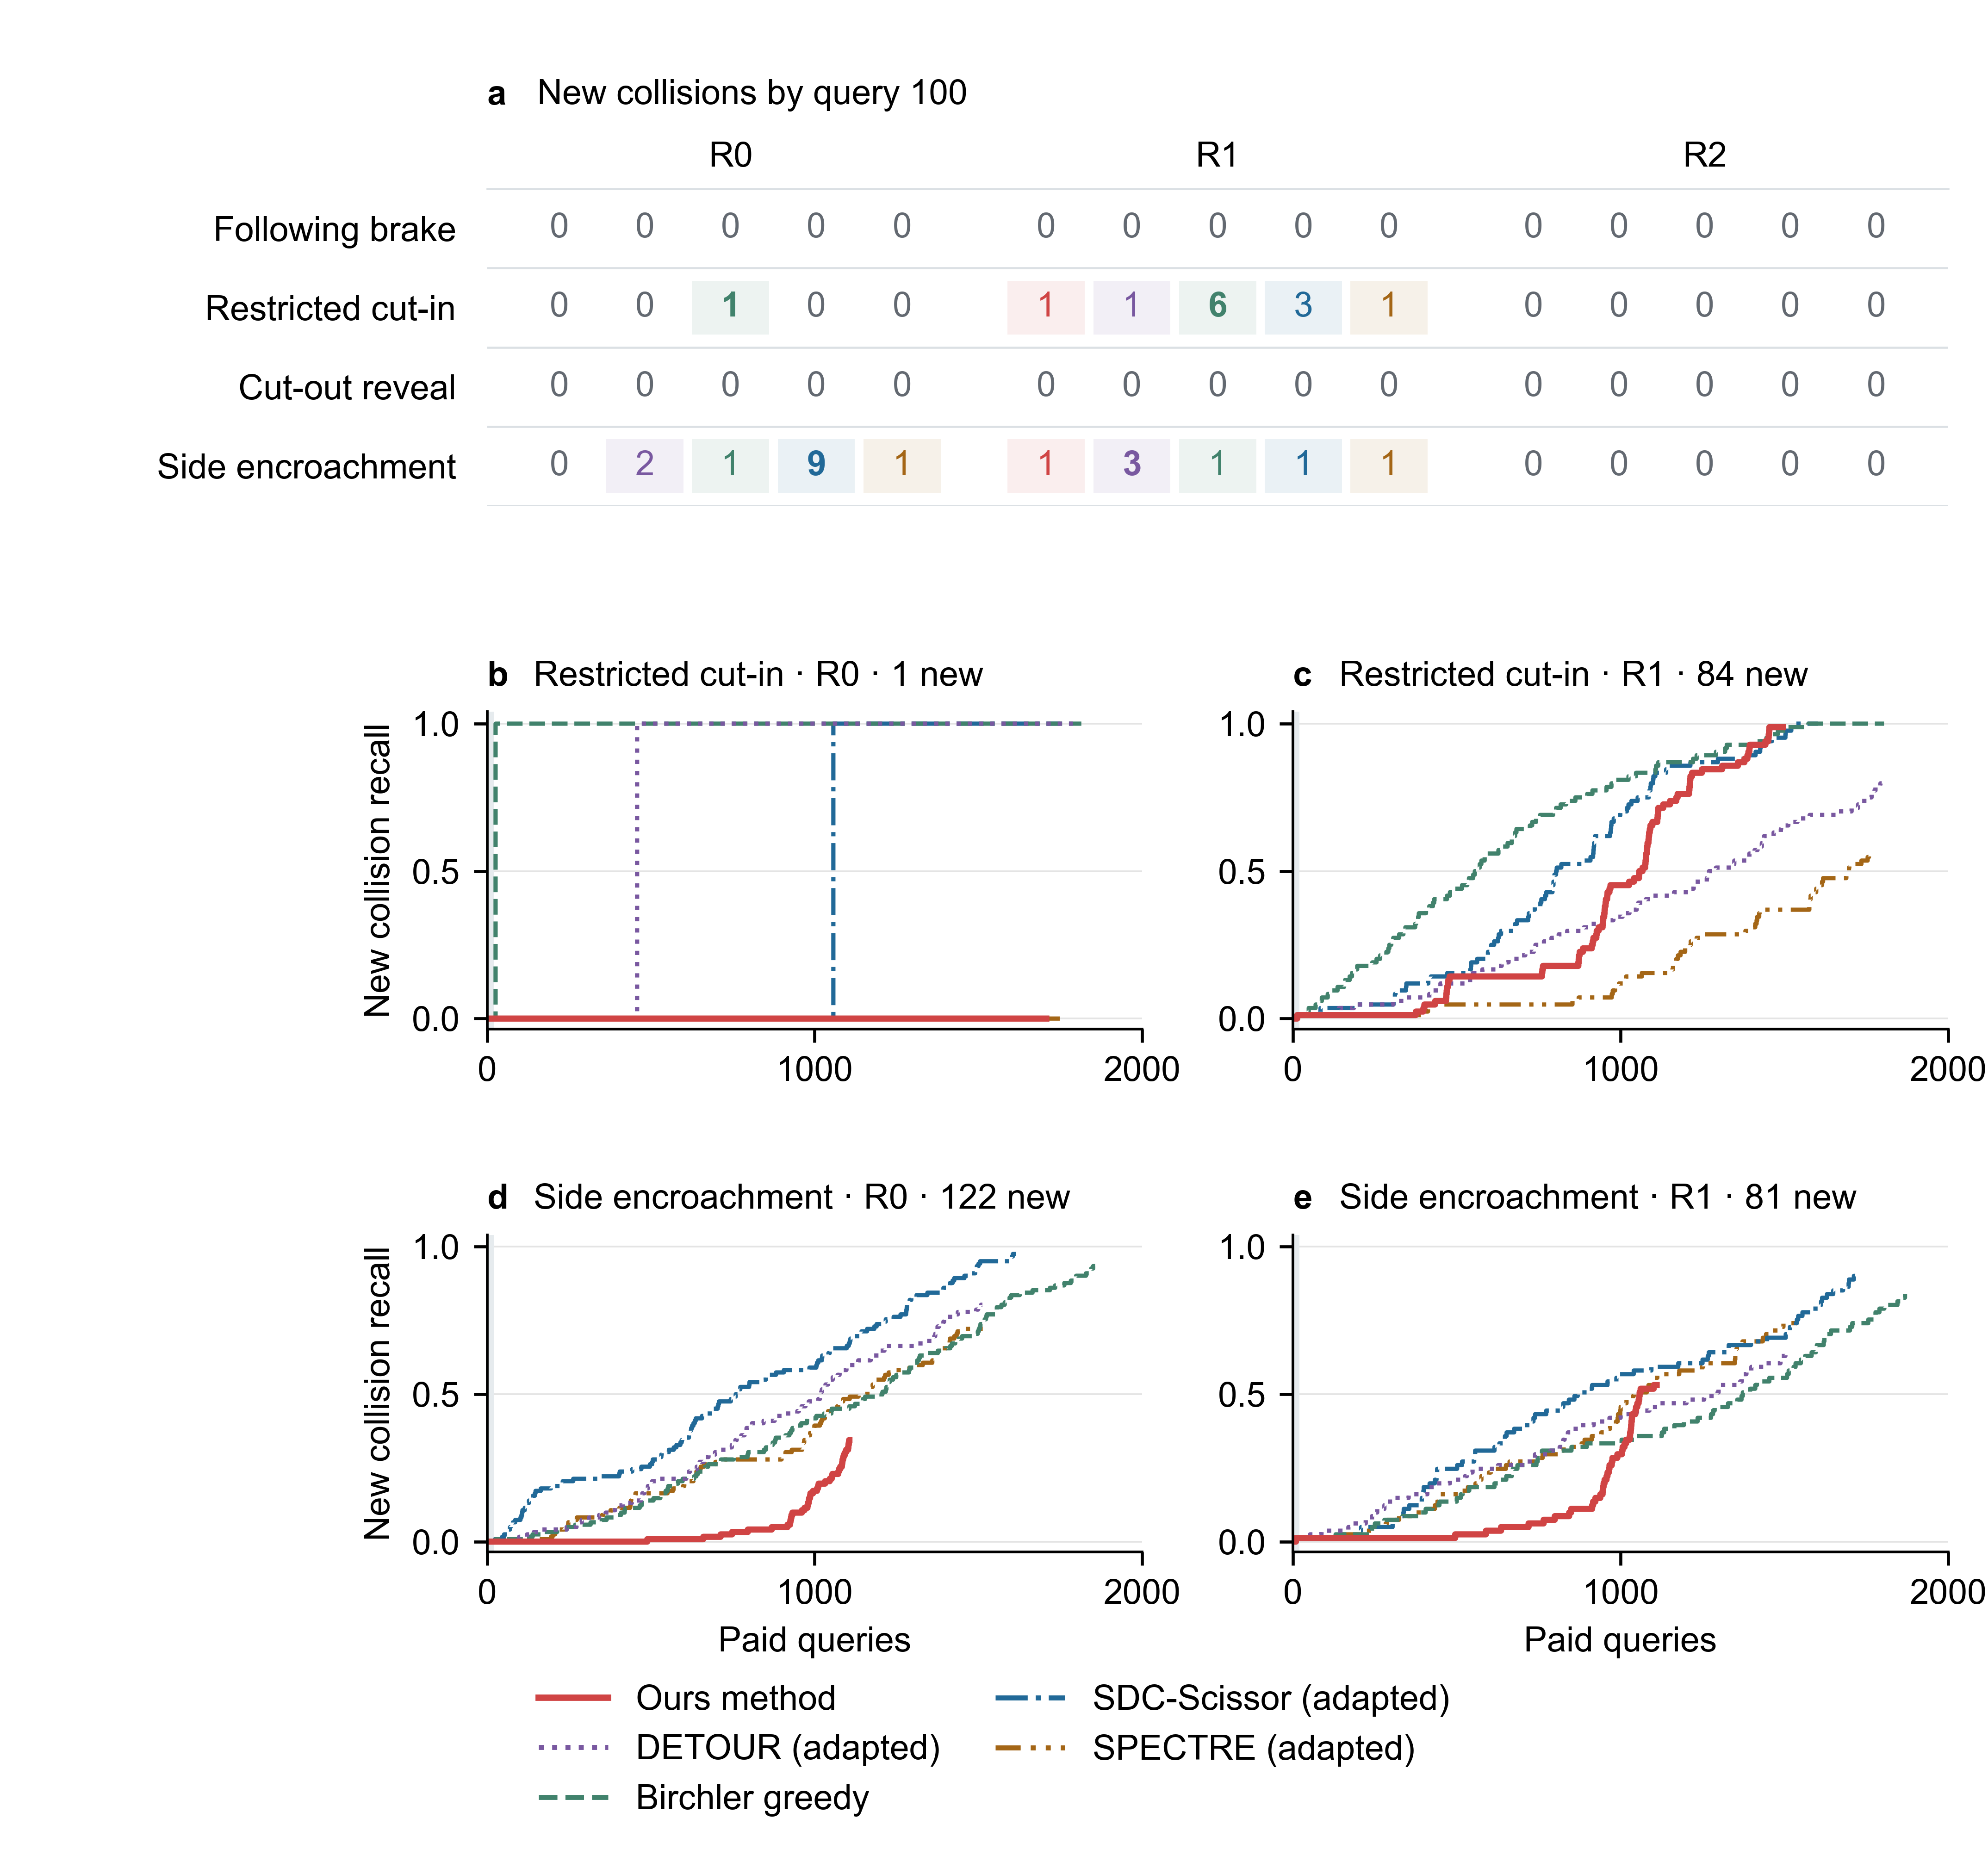 a New collisions by query 100
R0 R1 R2
Following brake 0 0 0 0 0 0 0 0 0 0 0 0 0 0 0
Restricted cut-in 0 0 1 0 0 1 1 6 3 1 0 0 0 0 0
Cut-out reveal 0 0 0 0 0 0 0 0 0 0 0 0 0 0 0
Side encroachment 0 2 1 9 1 1 3 1 1 1 0 0 0 0 0
b Restricted cut-in · R0 · 1 new
New collision recall
1.0
0.5
0.0
0 1000 2000
c Restricted cut-in · R1 · 84 new
1.0
0.5
0.0
0 1000 2000
d Side encroachment · R0 · 122 new
New collision recall
1.0
0.5
0.0
0 1000 2000
Paid queries
e Side encroachment · R1 · 81 new
1.0
0.5
0.0
0 1000 2000
Paid queries
Ours method
DETOUR (adapted)
Birchler greedy
SDC-Scissor (adapted)
SPECTRE (adapted)